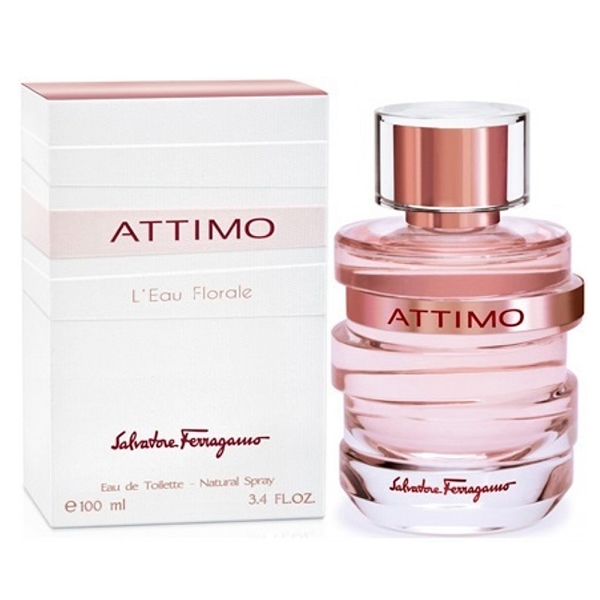 ATTIMO
L'Eau Florale
Salvatore Ferragamo
Eau de Toilette - Natural Spray
e 100 ml 3.4 FL.OZ.
ATTIMO
Salvatore Ferragamo